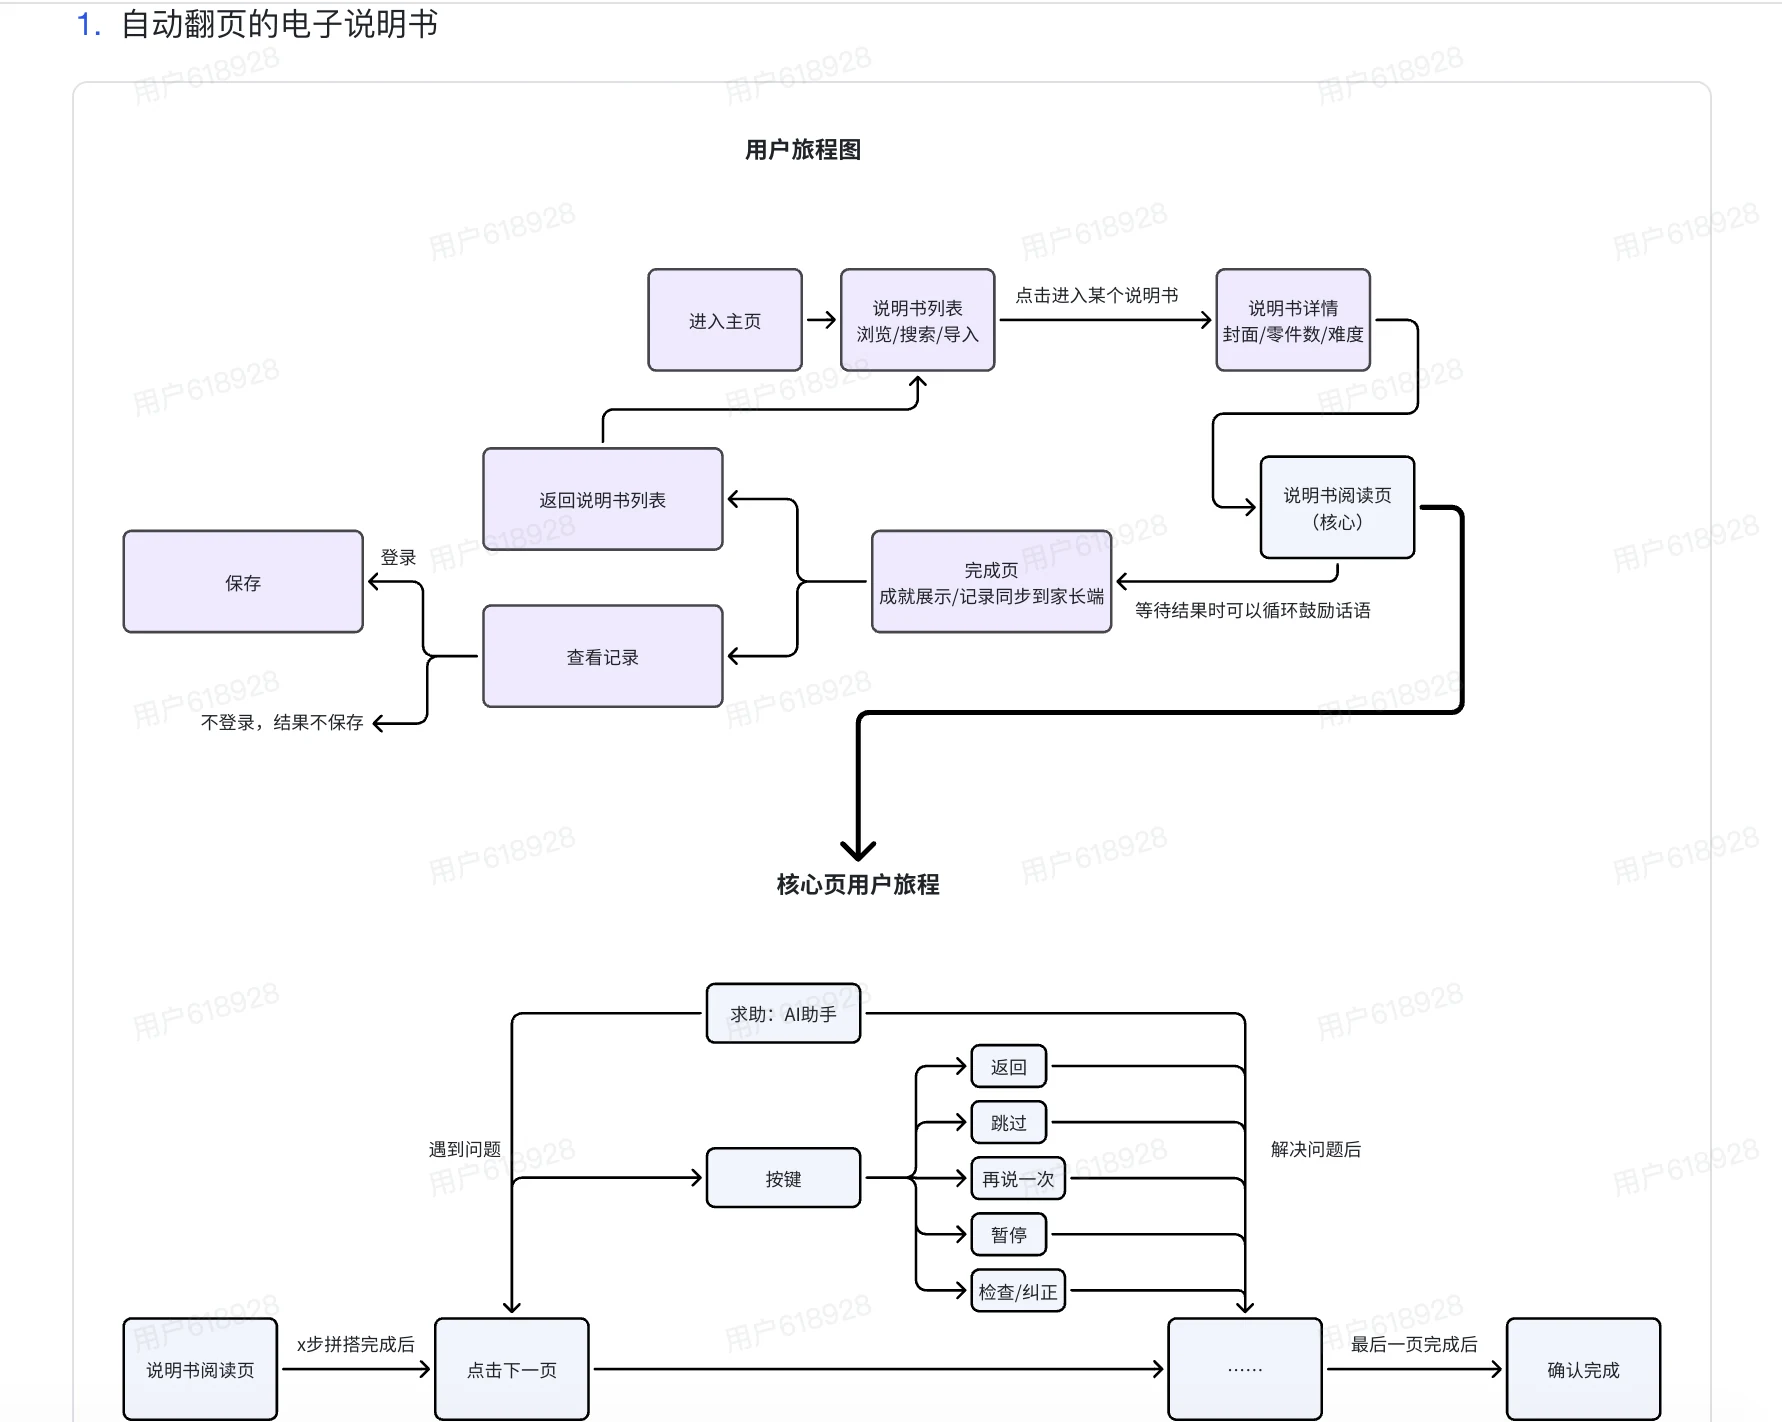 1. 自动翻页的电子说明书
用户旅程图
进入主页
说明书列表
浏览/搜索/导入
点击进入某个说明书
说明书详情
封面/零件数/难度
返回说明书列表
说明书阅读页
（核心）
登录
保存
完成页
成就展示/记录同步到家长端
等待结果时可以循环鼓励话语
查看记录
不登录，结果不保存
核心页用户旅程
求助：AI助手
返回
跳过
遇到问题
按键
再说一次
解决问题后
暂停
检查/纠正
说明书阅读页
x步拼搭完成后
点击下一页
······
最后一页完成后
确认完成
用户618928